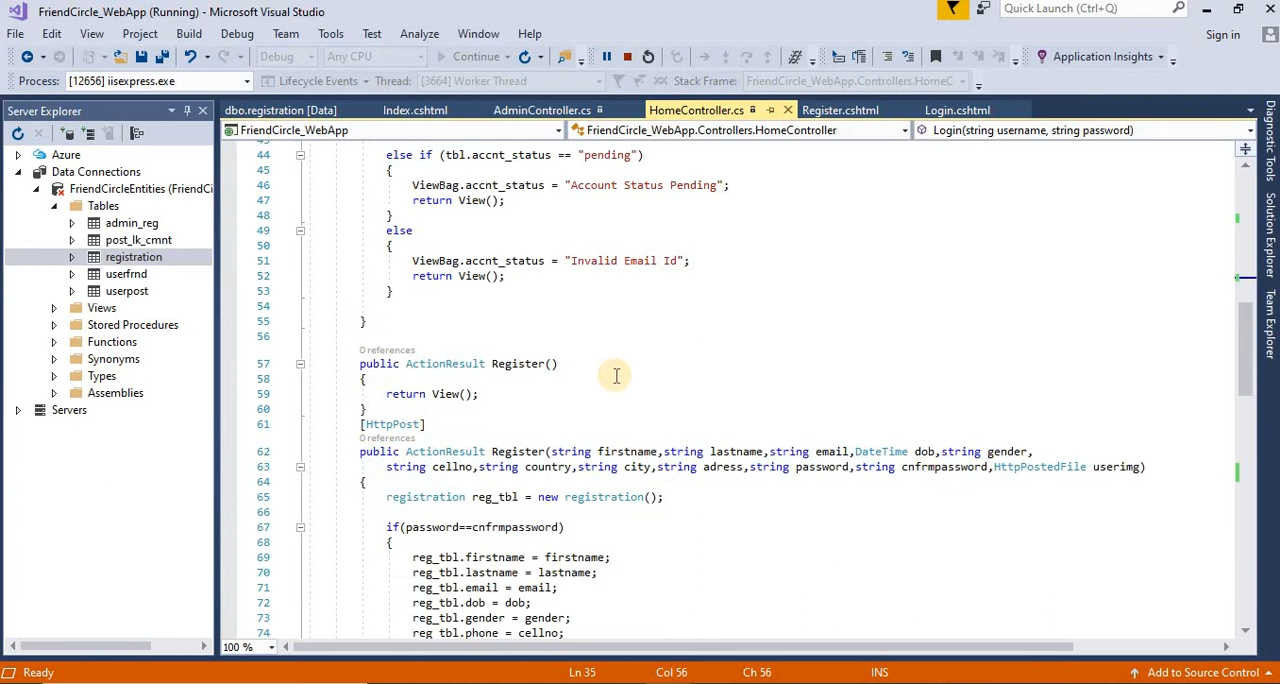 FriendCircle_WebApp (Running) - Microsoft Visual Studio
Quick Launch (Ctrl+Q)
File Edit View Project Build Debug Team Tools Test Analyze Window Help Sign in
Debug Any CPU Continue Application Insights
Process: [12656] iisexpress.exe Lifecycle Events Thread: [3664] Worker Thread Stack Frame: FriendCircle_WebApp.Controllers.HomeC
Server Explorer
dbo.registration [Data] Index.cshtml AdminController.cs HomeController.cs Register.cshtml Login.cshtml
FriendCircle_WebApp FriendCircle_WebApp.Controllers.HomeController Login(string username, string password)
Azure
Data Connections
FriendCircleEntities (FriendCi
Tables
admin_reg
post_lk_cmnt
registration
userfrnd
userpost
Views
Stored Procedures
Functions
Synonyms
Types
Assemblies
Servers
44 else if (tbl.accnt_status == "pending")
45 {
46 ViewBag.accnt_status = "Account Status Pending";
47 return View();
48 }
49 else
50 {
51 ViewBag.accnt_status = "Invalid Email Id";
52 return View();
53 }
54
55 }
56
0 references
57 public ActionResult Register()
58 {
59 return View();
60 }
61 [HttpPost]
0 references
62 public ActionResult Register(string firstname,string lastname,string email,DateTime dob,string gender,
63 string cellno,string country,string city,string adress,string password,string cnfrmpassword,HttpPostedFile userimg)
64 {
65 registration reg_tbl = new registration();
66
67 if(password==cnfrmpassword)
68 {
69 reg_tbl.firstname = firstname;
70 reg_tbl.lastname = lastname;
71 reg_tbl.email = email;
72 reg_tbl.dob = dob;
73 reg_tbl.gender = gender;
74 reg_tbl.phone = cellno;
100 %
Diagnostic Tools
Solution Explorer
Team Explorer
Ready Ln 35 Col 56 Ch 56 INS Add to Source Control